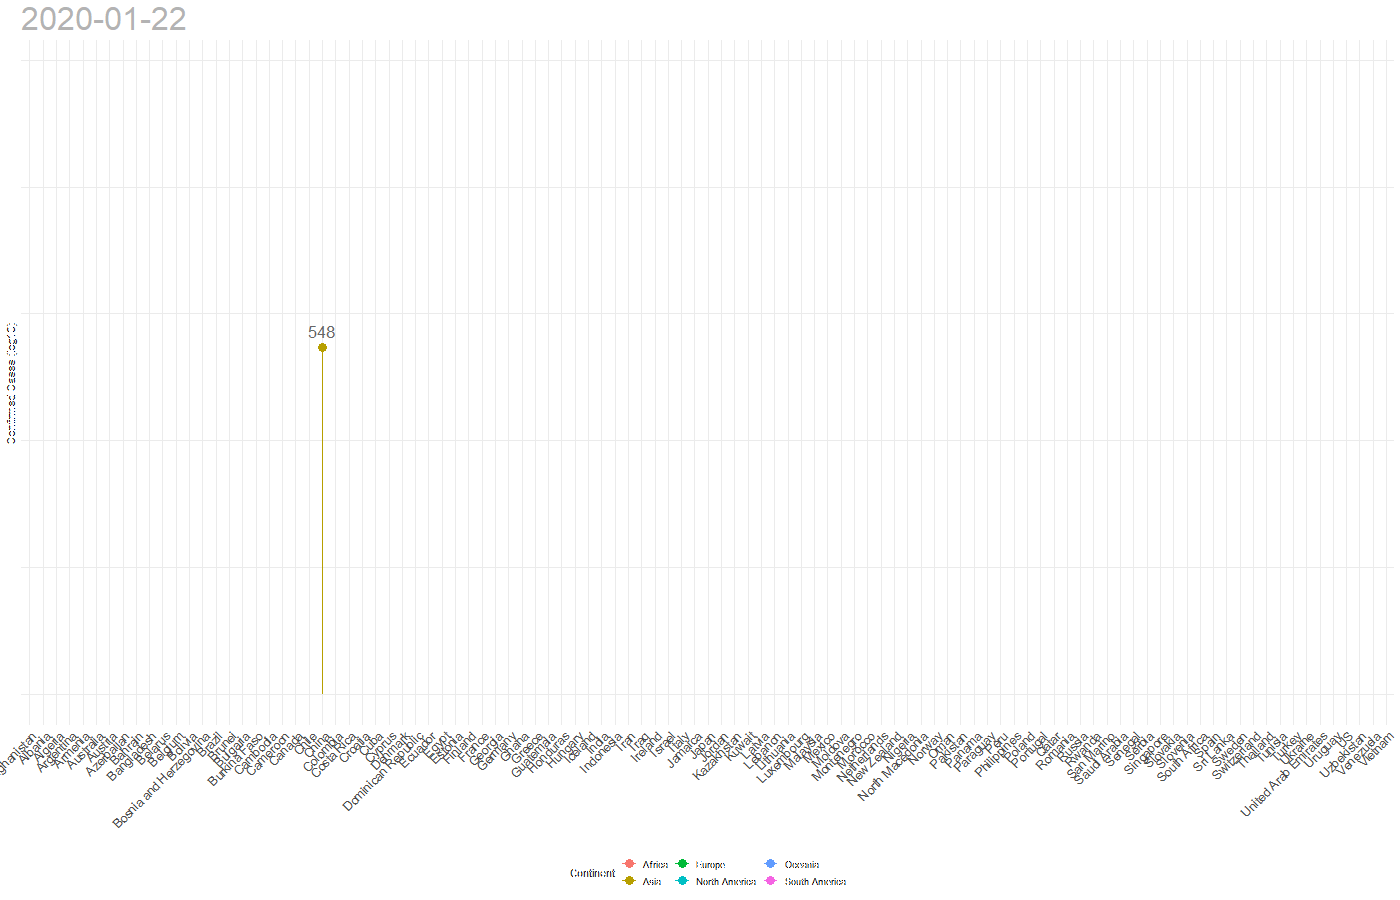 2020-01-22
Confirmed Cases (log10)
548
ghanistan
Albania
Algeria
Argentina
Armenia
Australia
Austria
Azerbaijan
Bahrain
Bangladesh
Belarus
Belgium
Bolivia
Bosnia and Herzegovina
Brazil
Brunei
Bulgaria
Burkina Faso
Cambodia
Cameroon
Canada
Chile
China
Colombia
Costa Rica
Croatia
Cuba
Cyprus
Denmark
Dominican Republic
Ecuador
Egypt
Estonia
Finland
France
Georgia
Germany
Ghana
Greece
Guatemala
Honduras
Hungary
Iceland
India
Indonesia
Iran
Iraq
Ireland
Israel
Italy
Jamaica
Japan
Jordan
Kazakhstan
Kuwait
Latvia
Lebanon
Lithuania
Luxembourg
Malaysia
Mexico
Moldova
Montenegro
Morocco
Netherlands
New Zealand
Nigeria
North Macedonia
Norway
Pakistan
Panama
Paraguay
Peru
Philippines
Poland
Portugal
Qatar
Romania
Russia
Rwanda
San Marino
Saudi Arabia
Senegal
Serbia
Singapore
Slovakia
Slovenia
South Africa
Spain
Sri Lanka
Sweden
Switzerland
Thailand
Tunisia
Turkey
Ukraine
United Arab Emirates
Uruguay
US
Uzbekistan
Venezuela
Vietnam
Continent
Africa
Europe
Oceania
Asia
North America
South America